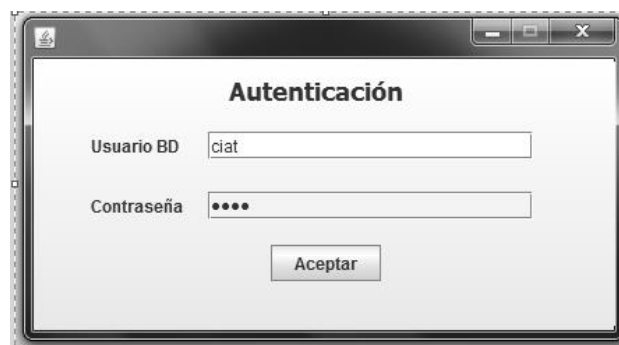 Autenticación
Usuario BD ciat
Contraseña ••••
Aceptar